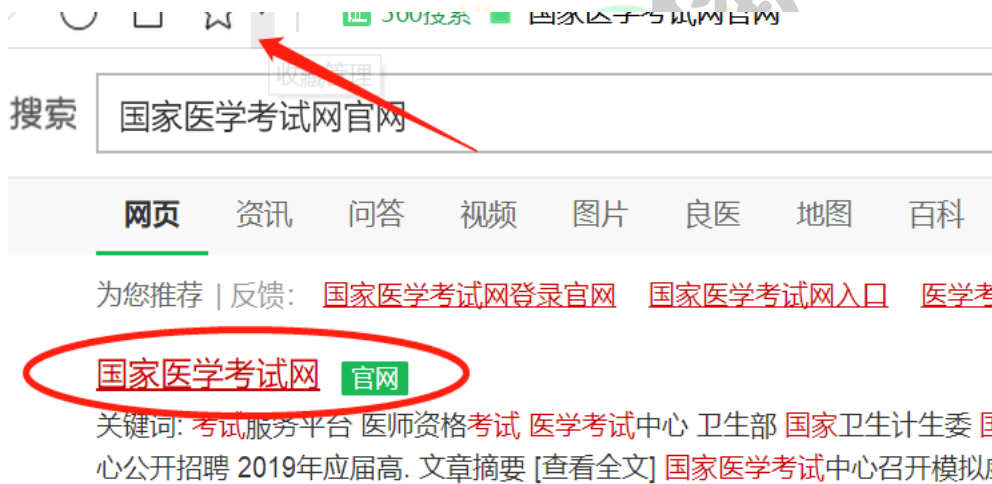 360搜索 国家医学考试网官网
收藏管理
搜索 国家医学考试网官网
网页 资讯 问答 视频 图片 良医 地图 百科
为您推荐 | 反馈: 国家医学考试网登录官网 国家医学考试网入口 医学考
国家医学考试网 官网
关键词: 考试服务平台 医师资格考试 医学考试中心 卫生部 国家卫生计生委
心公开招聘 2019年应届高. 文章摘要 [查看全文] 国家医学考试中心召开模拟